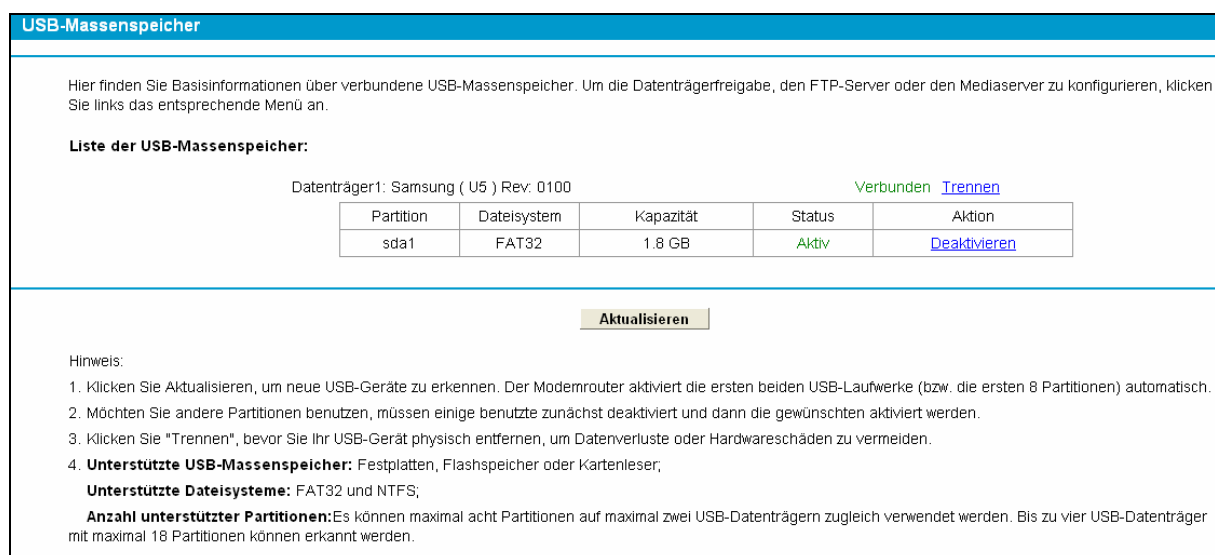 USB-Massenspeicher
Hier finden Sie Basisinformationen über verbundene USB-Massenspeicher. Um die Datenträgerfreigabe, den FTP-Server oder den Mediaserver zu konfigurieren, klicken
Sie links das entsprechende Menü an.
Liste der USB-Massenspeicher:
Datenträger1: Samsung ( U5 ) Rev: 0100 Verbunden Trennen
Partition Dateisystem Kapazität Status Aktion
sda1 FAT32 1.8 GB Aktiv Deaktivieren
Aktualisieren
Hinweis:
1. Klicken Sie Aktualisieren, um neue USB-Geräte zu erkennen. Der Modemrouter aktiviert die ersten beiden USB-Laufwerke (bzw. die ersten 8 Partitionen) automatisch.
2. Möchten Sie andere Partitionen benutzen, müssen einige benutzte zunächst deaktiviert und dann die gewünschten aktiviert werden.
3. Klicken Sie "Trennen", bevor Sie Ihr USB-Gerät physisch entfernen, um Datenverluste oder Hardwareschäden zu vermeiden.
4. Unterstützte USB-Massenspeicher: Festplatten, Flashspeicher oder Kartenleser;
Unterstützte Dateisysteme: FAT32 und NTFS;
Anzahl unterstützter Partitionen:Es können maximal acht Partitionen auf maximal zwei USB-Datenträgern zugleich verwendet werden. Bis zu vier USB-Datenträger
mit maximal 18 Partitionen können erkannt werden.